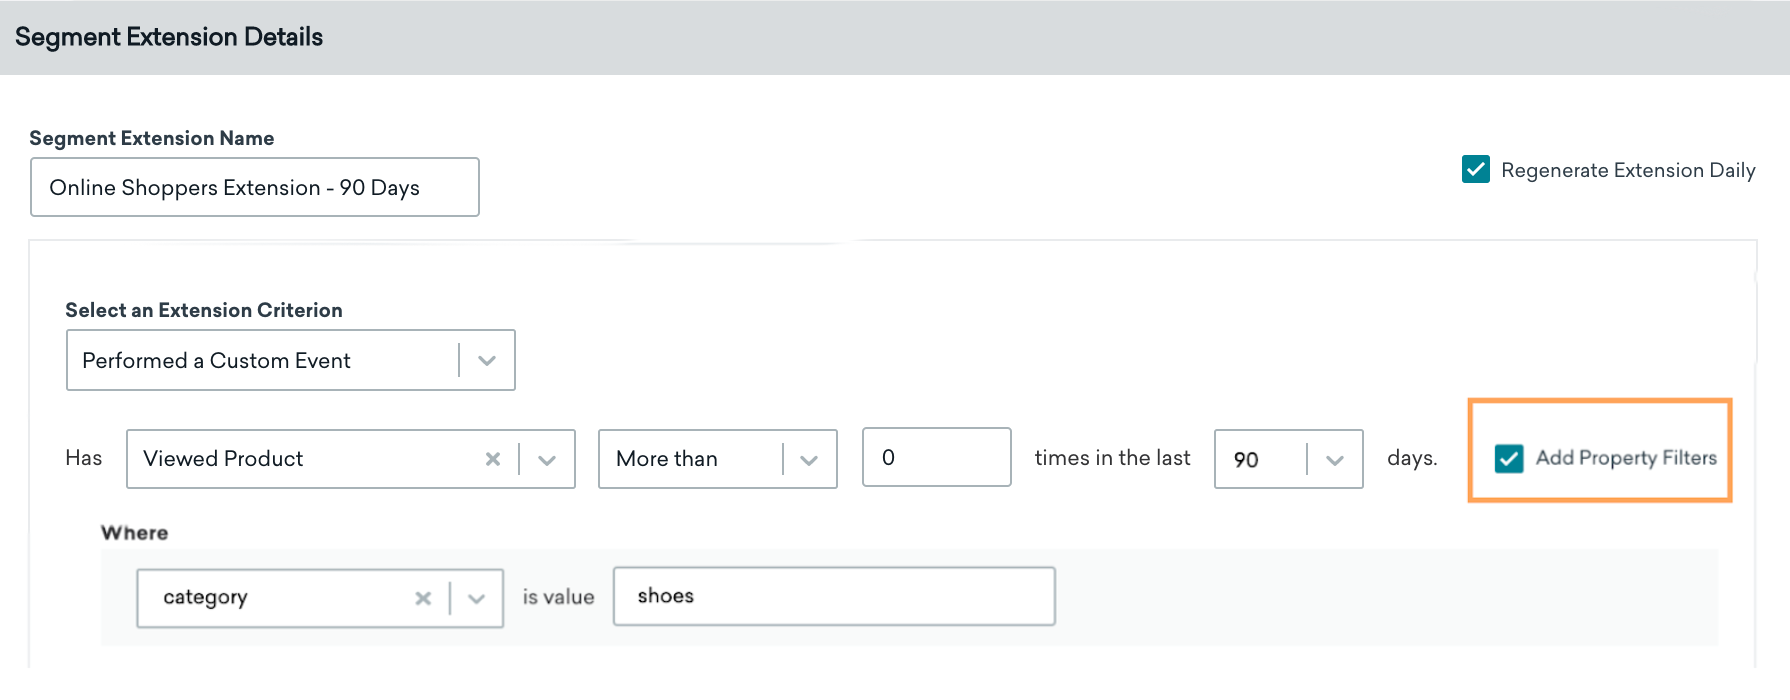 Segment Extension Details
Segment Extension Name
Online Shoppers Extension - 90 Days
Regenerate Extension Daily
Select an Extension Criterion
Performed a Custom Event
Has Viewed Product More than 0 times in the last 90 days. Add Property Filters
Where
category is value shoes